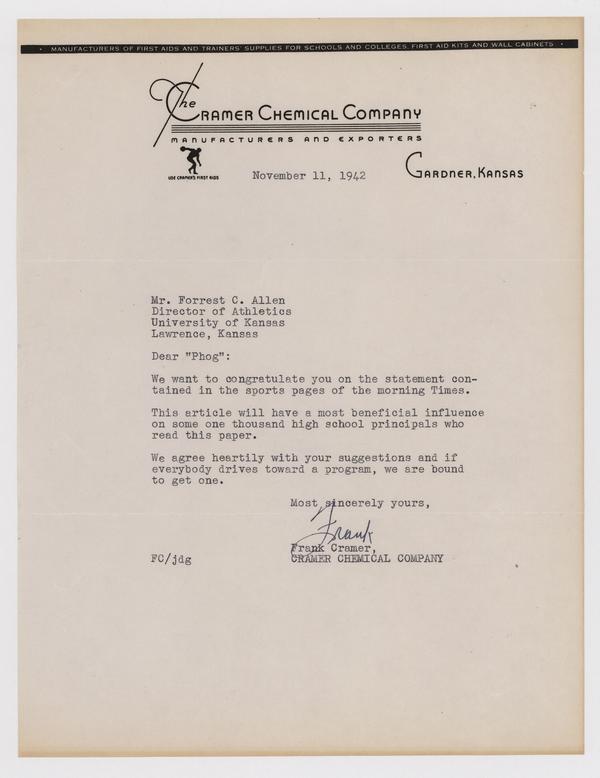 • MANUFACTURERS OF FIRST AIDS AND TRAINERS' SUPPLIES FOR SCHOOLS AND COLLEGES. FIRST AID KITS AND WALL CABINETS •
The
CRAMER CHEMICAL COMPANY
MANUFACTURERS AND EXPORTERS
USE CRAMER'S FIRST AIDS
November 11, 1942
GARDNER, KANSAS
Mr. Forrest C. Allen
Director of Athletics
University of Kansas
Lawrence, Kansas
Dear "Phog":
We want to congratulate you on the statement con-
tained in the sports pages of the morning Times.
This article will have a most beneficial influence
on some one thousand high school principals who
read this paper.
We agree heartily with your suggestions and if
everybody drives toward a program, we are bound
to get one.
Most sincerely yours,
Frank
Frank Cramer,
FC/jdg CRAMER CHEMICAL COMPANY